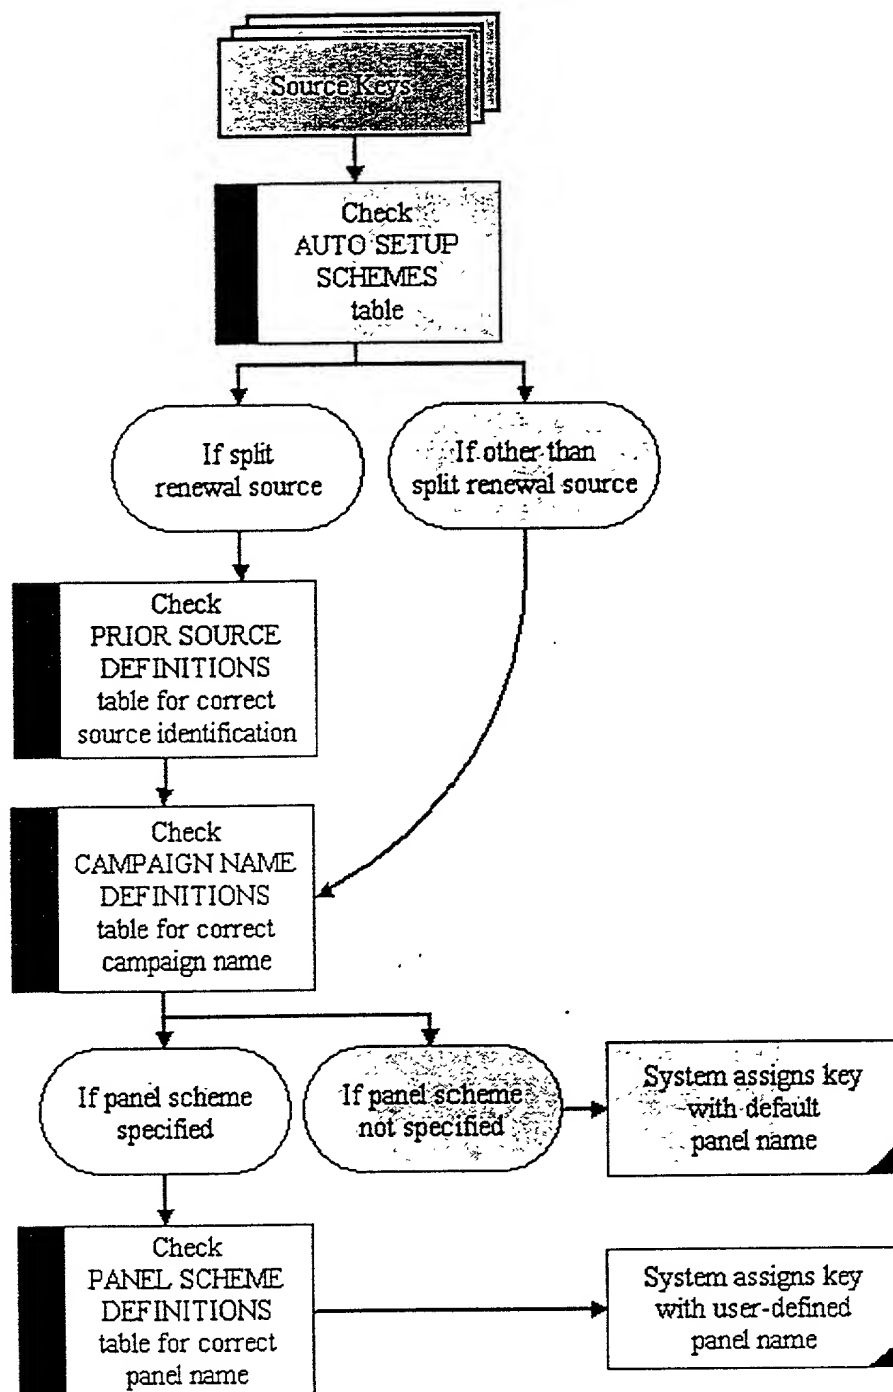 Source Keys
Check
AUTO SETUP
SCHEMES
table
If split
renewal source
If other than
split renewal source
Check
PRIOR SOURCE
DEFINITIONS
table for correct
source identification
Check
CAMPAIGN NAME
DEFINITIONS
table for correct
campaign name
If panel scheme
specified
If panel scheme
not specified
System assigns key
with default
panel name
Check
PANEL SCHEME
DEFINITIONS
table for correct
panel name
System assigns key
with user-defined
panel name